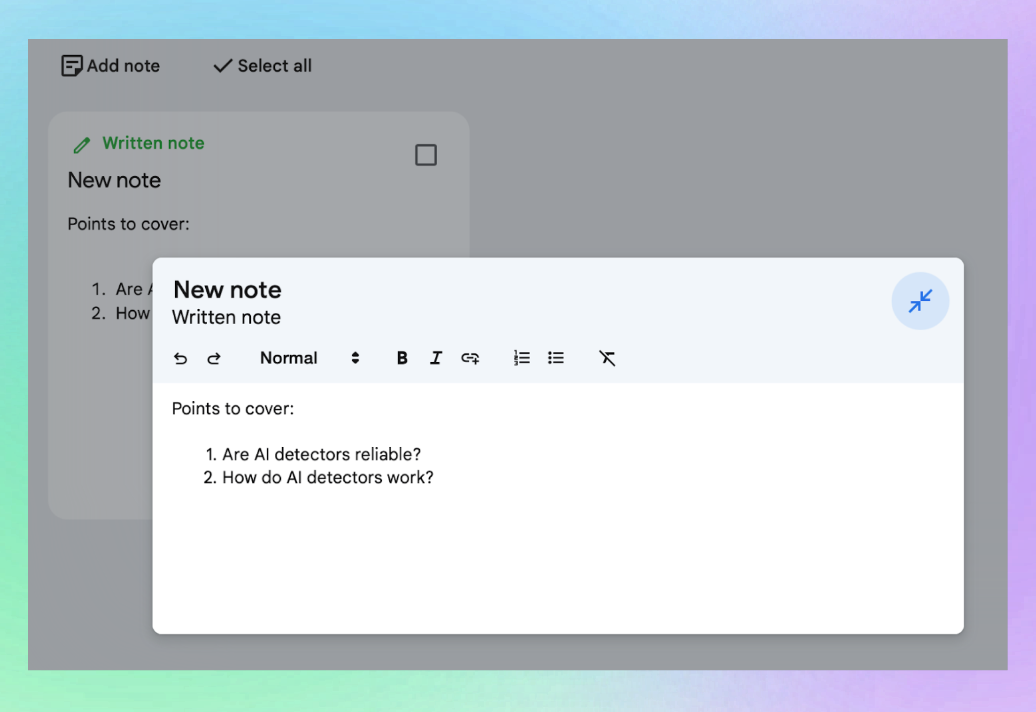 Add note
Select all
Written note
New note
Points to cover:
1. Are
2. How
New note
Written note
Normal
B I
Points to cover:
1. Are AI detectors reliable?
2. How do AI detectors work?